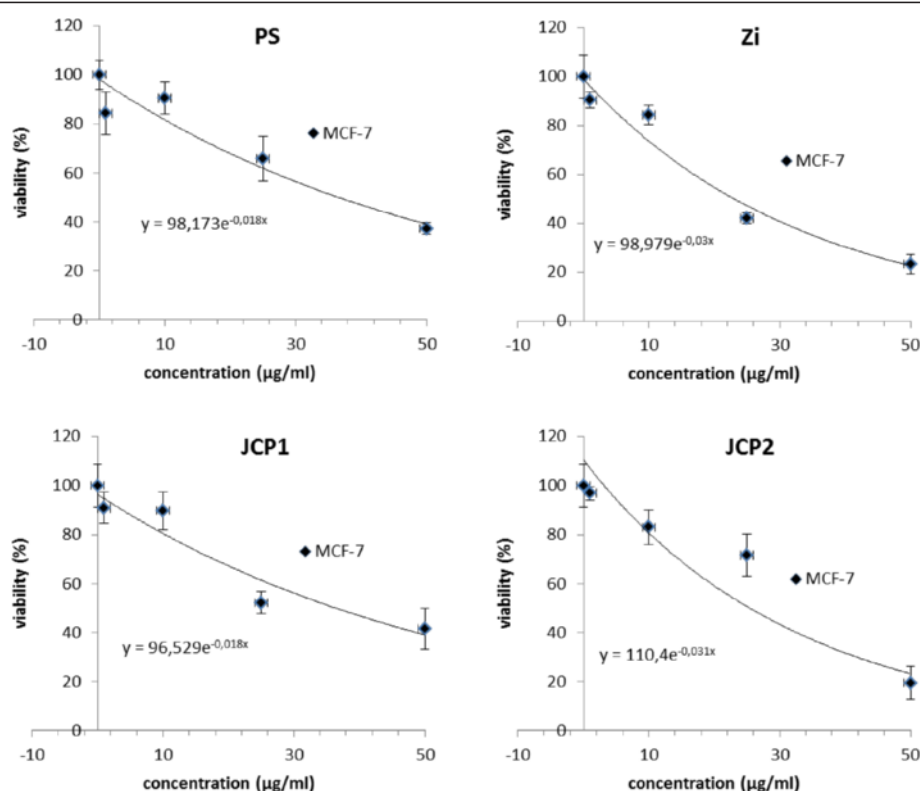 PS
120
100
80
60
40
20
0
-10 10 30 50
viability (%)
concentration (µg/ml)
MCF-7
y = 98,173e^-0,018x
Zi
120
100
80
60
40
20
0
-10 10 30 50
viability (%)
concentration (µg/ml)
MCF-7
y = 98,979e^-0,03x
JCP1
120
100
80
60
40
20
0
-10 10 30 50
viability (%)
concentration (µg/ml)
MCF-7
y = 96,529e^-0,018x
JCP2
120
100
80
60
40
20
0
-10 10 30 50
viability (%)
concentration (µg/ml)
MCF-7
y = 110,4e^-0,031x